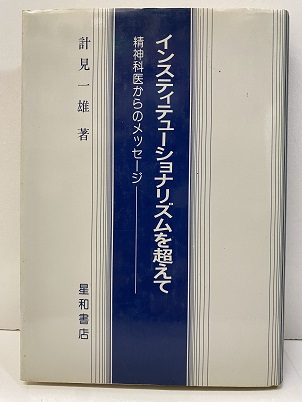 インスティテューショナリズムを超えて
精神科医からのメッセージ
計見一雄 著
星和書店